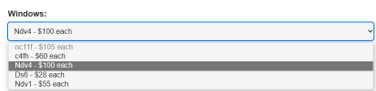 Windows:
Ndv4 - $100 each
nc11f - $105 each
c4fh - $60 each
Ndv4 - $100 each
Ds6 - $28 each
Ndv1 - $55 each